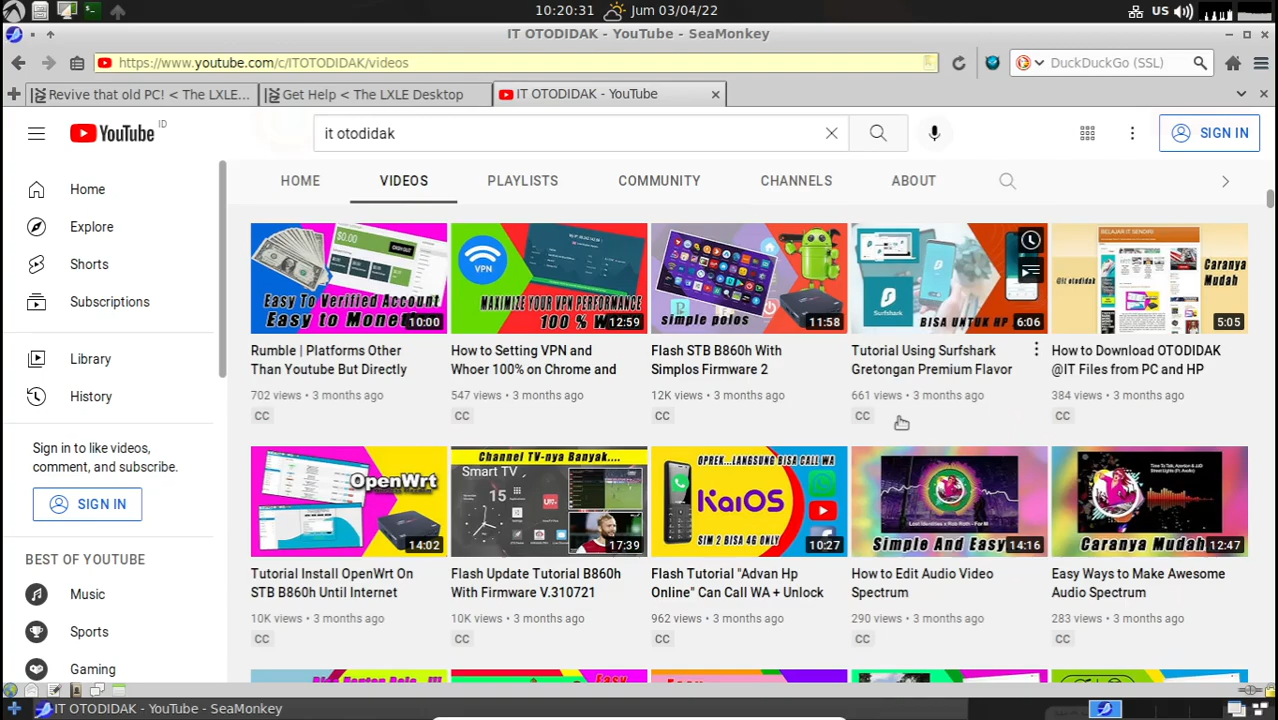 10:20:31 Jum 03/04/22 US
IT OTODIDAK - YouTube - SeaMonkey
https://www.youtube.com/c/ITOTODIDAK/videos DuckDuckGo (SSL)
Revive that old PC! < The LXLE... Get Help < The LXLE Desktop IT OTODIDAK - YouTube
YouTube ID it otodidak SIGN IN
HOME VIDEOS PLAYLISTS COMMUNITY CHANNELS ABOUT
Home
Explore
Shorts
Subscriptions
Library
History
Sign in to like videos,
comment, and subscribe.
SIGN IN
BEST OF YOUTUBE
Music
Sports
Gaming
$0.00
CASH OUT
Easy To Verified Account
Easy to Monet
10:00
Rumble | Platforms Other
Than Youtube But Directly
702 views • 3 months ago
CC
VPN
MAXIMIZE YOUR VPN PERFORMANCE
100 % W
12:59
How to Setting VPN and
Whoer 100% on Chrome and
547 views • 3 months ago
CC
simple polos
11:58
Flash STB B860h With
Simplos Firmware 2
12K views • 3 months ago
CC
Surfshark
BISA UNTUK HP
6:06
Tutorial Using Surfshark
Gretongan Premium Flavor
661 views • 3 months ago
CC
BELAJAR IT SENDIRI
@it otodidak
Caranya
Mudah
5:05
How to Download OTODIDAK
@IT Files from PC and HP
384 views • 3 months ago
CC
OpenWrt
14:02
Tutorial Install OpenWrt On
STB B860h Until Internet
10K views • 3 months ago
CC
Channel TV-nya Banyak....
Smart TV
15
17:39
Flash Update Tutorial B860h
With Firmware V.310721
10K views • 3 months ago
CC
OPREK...LANGSUNG BISA CALL WA
KaiOS
SIM 2 BISA 4G ONLY
10:27
Flash Tutorial "Advan Hp
Online" Can Call WA + Unlock
962 views • 3 months ago
CC
Lost Identities x Rob Roth - For M
Simple And Easy
14:16
How to Edit Audio Video
Spectrum
290 views • 3 months ago
CC
Caranya Mudah
12:47
Easy Ways to Make Awesome
Audio Spectrum
283 views • 3 months ago
CC
IT OTODIDAK - YouTube - SeaMonkey